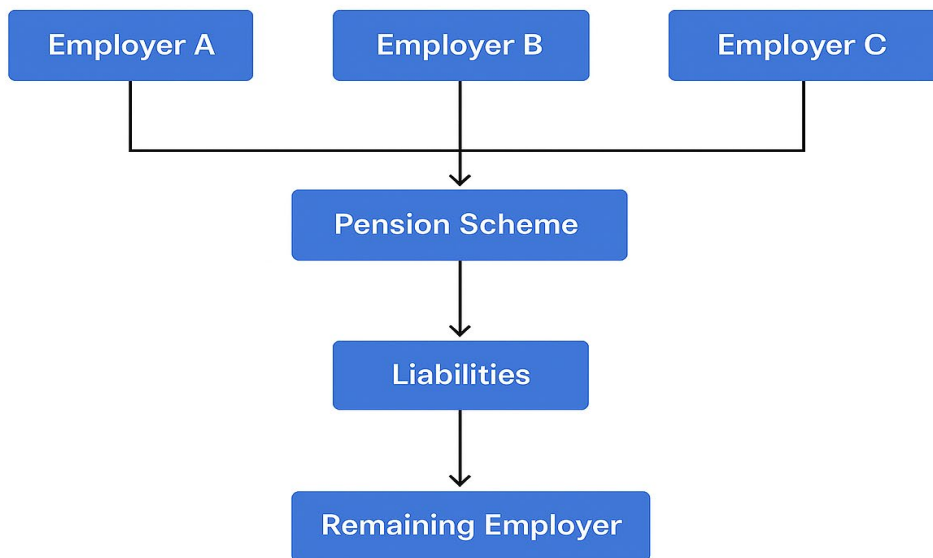 Employer A
Employer B
Employer C
Pension Scheme
Liabilities
Remaining Employer